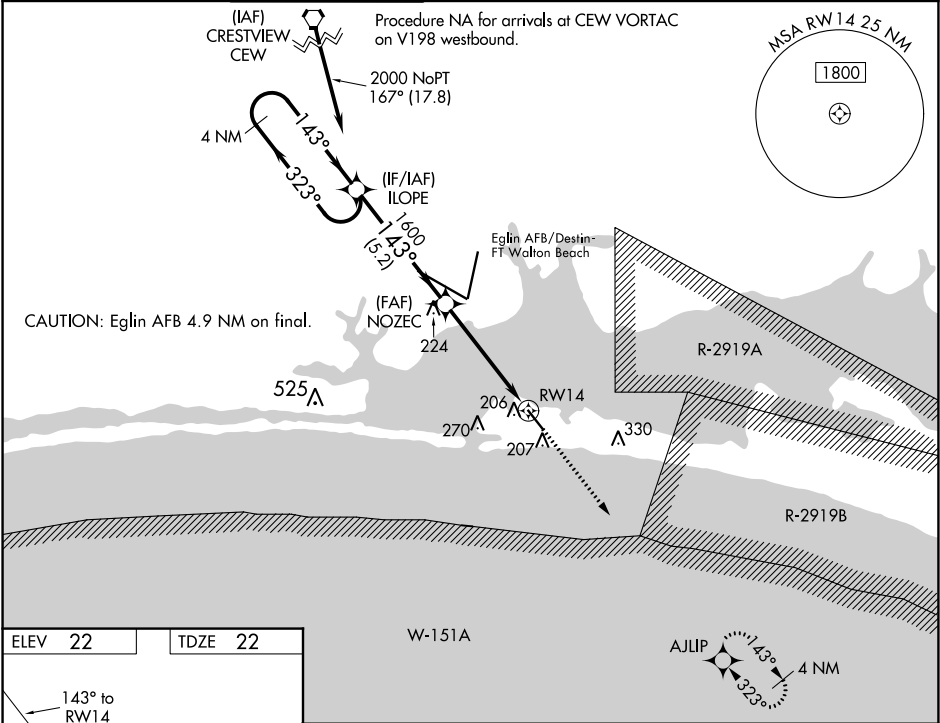 (IAF)
CRESTVIEW
CEW
Procedure NA for arrivals at CEW VORTAC
on V198 westbound.
MSA RW14 25 NM
1800
2000 NoPT
167° (17.8)
4 NM
143°
323°
(IF/IAF)
ILOPE
1600
143°
(5.2)
Eglin AFB/Destin-
FT Walton Beach
(FAF)
NOZEC
224
CAUTION: Eglin AFB 4.9 NM on final.
R-2919A
525
206
RW14
270
207
330
R-2919B
W-151A
AJLIP
143°
4 NM
323°
ELEV 22
TDZE 22
143° to
RW14